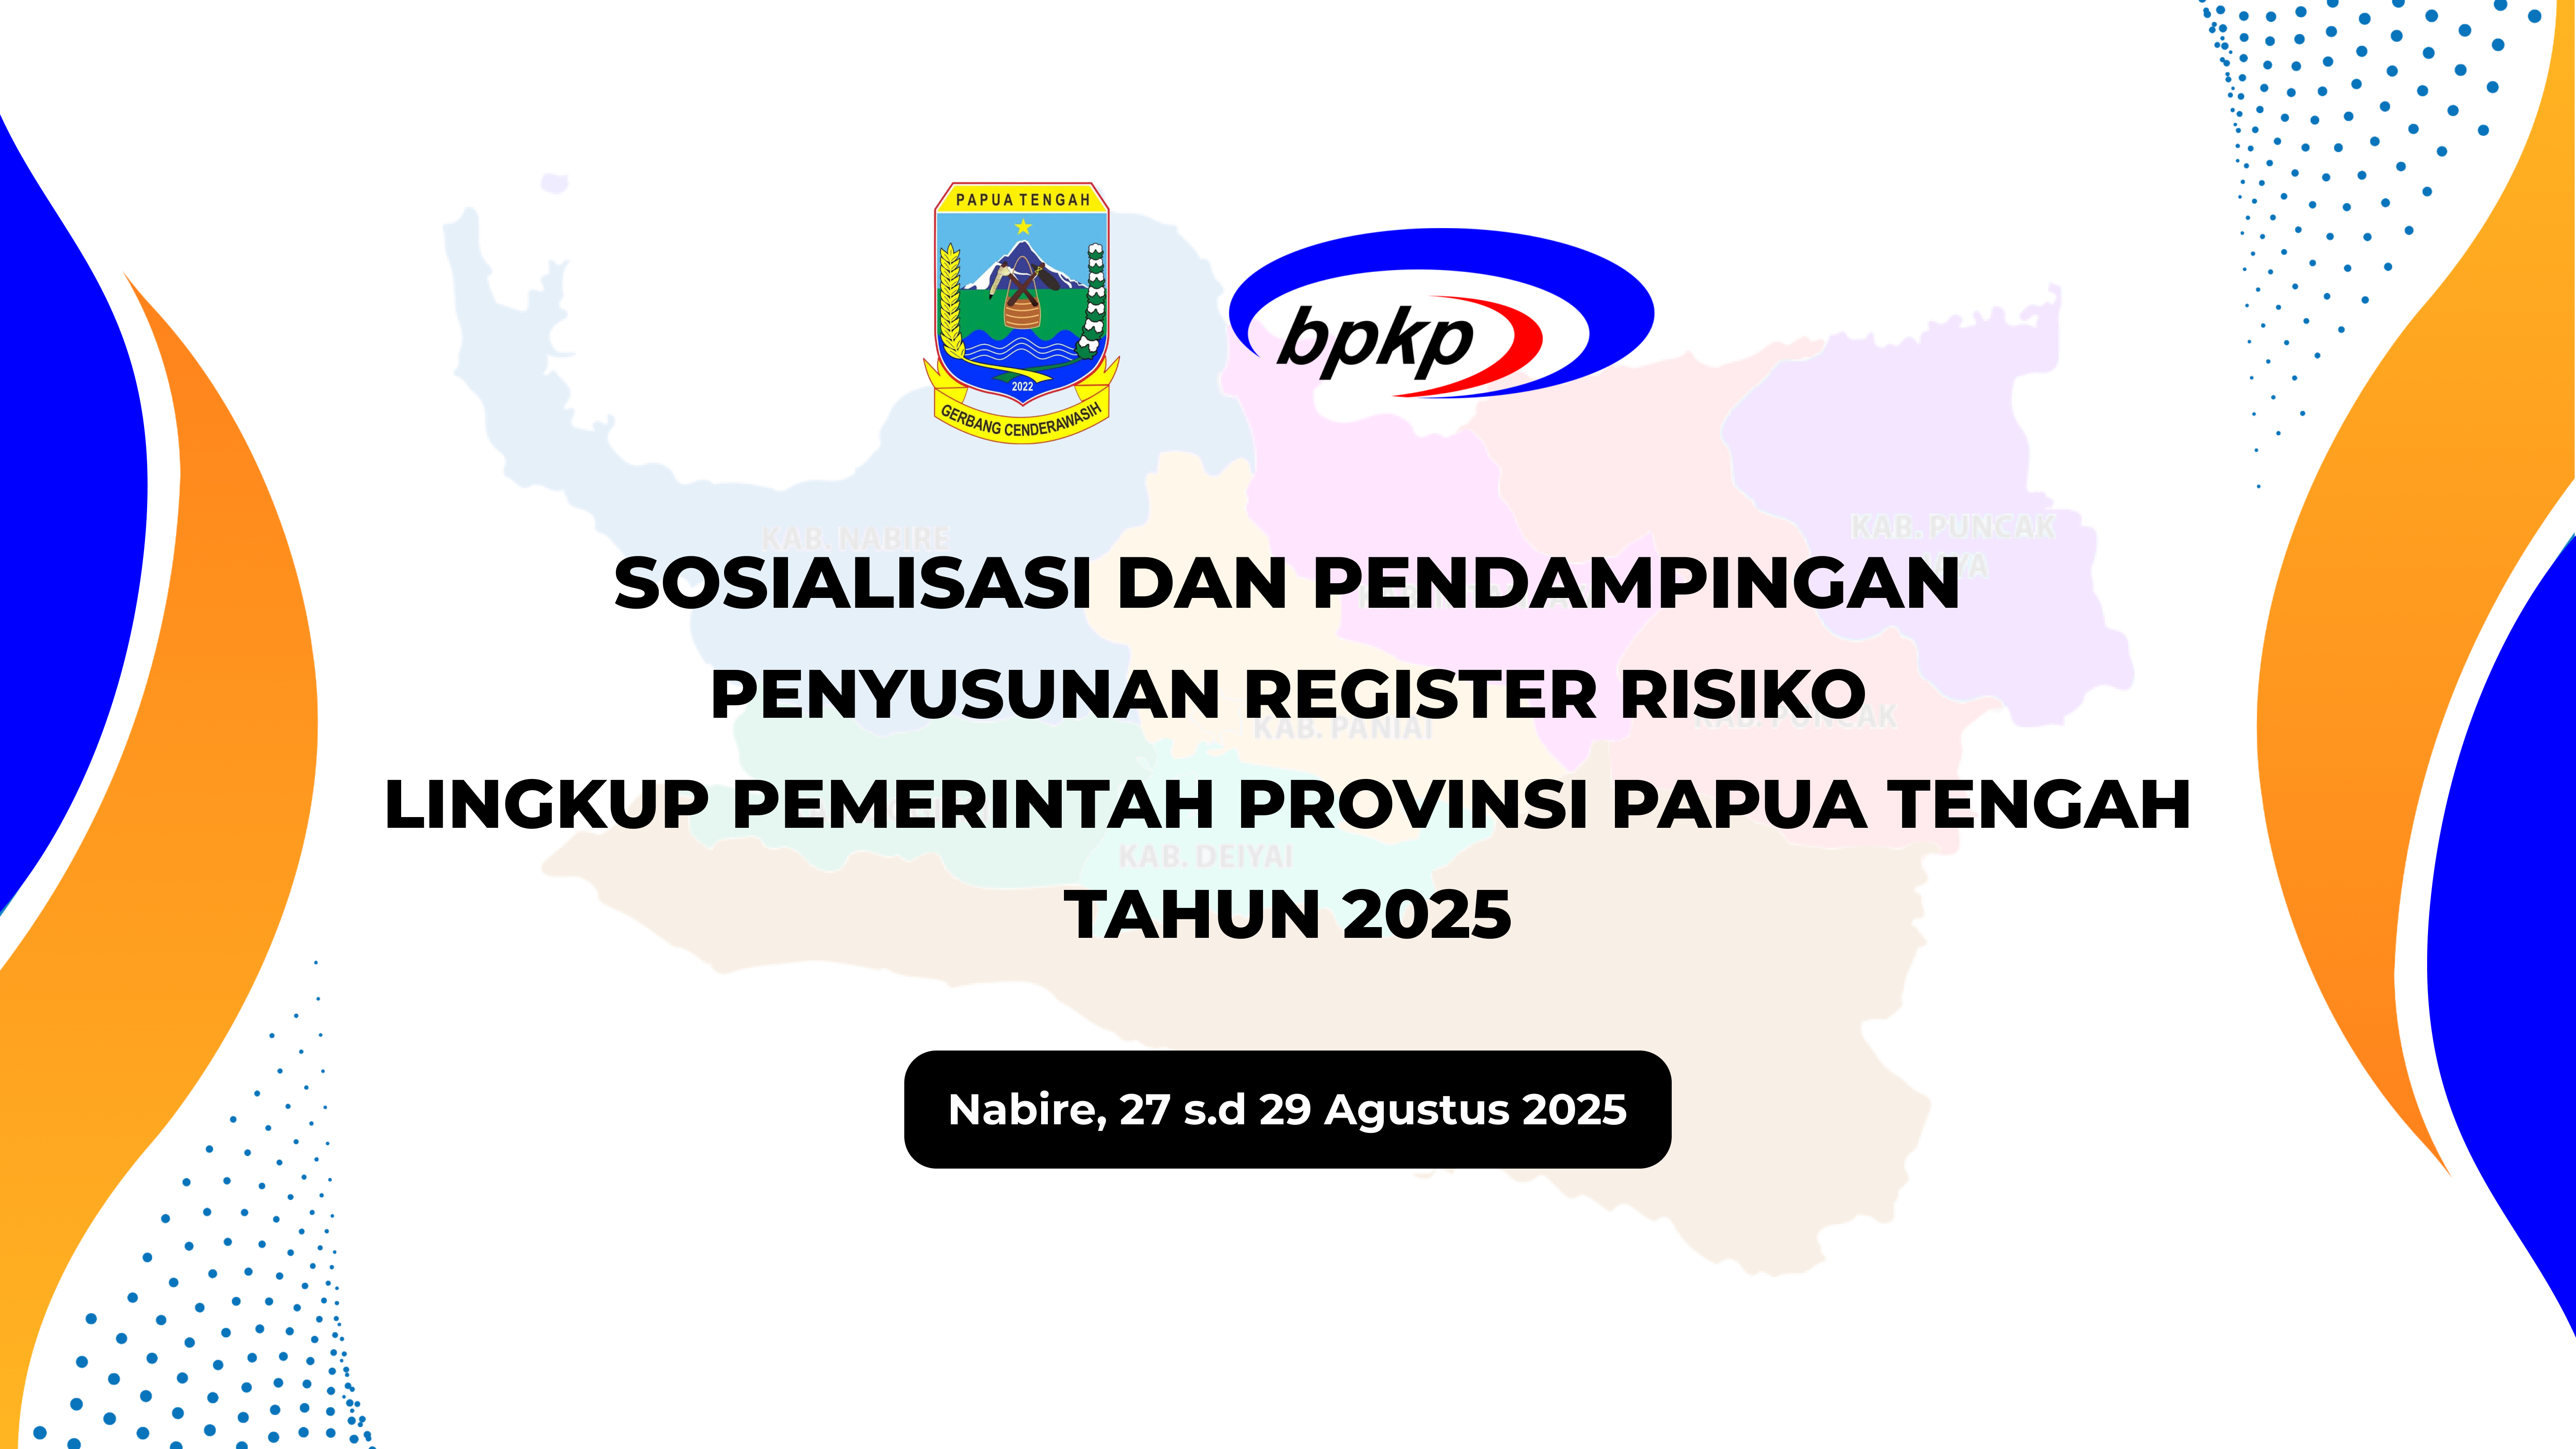 PAPUA TENGAH
2022
GERBANG CENDERAWASIH
bpkp
KAB. NABIRE
KAB. PUNCAK
SOSIALISASI DAN PENDAMPINGAN
PENYUSUNAN REGISTER RISIKO
KAB. PANIAI
KAB. PUNCAK
LINGKUP PEMERINTAH PROVINSI PAPUA TENGAH
KAB. DEIYAI
TAHUN 2025
Nabire, 27 s.d 29 Agustus 2025